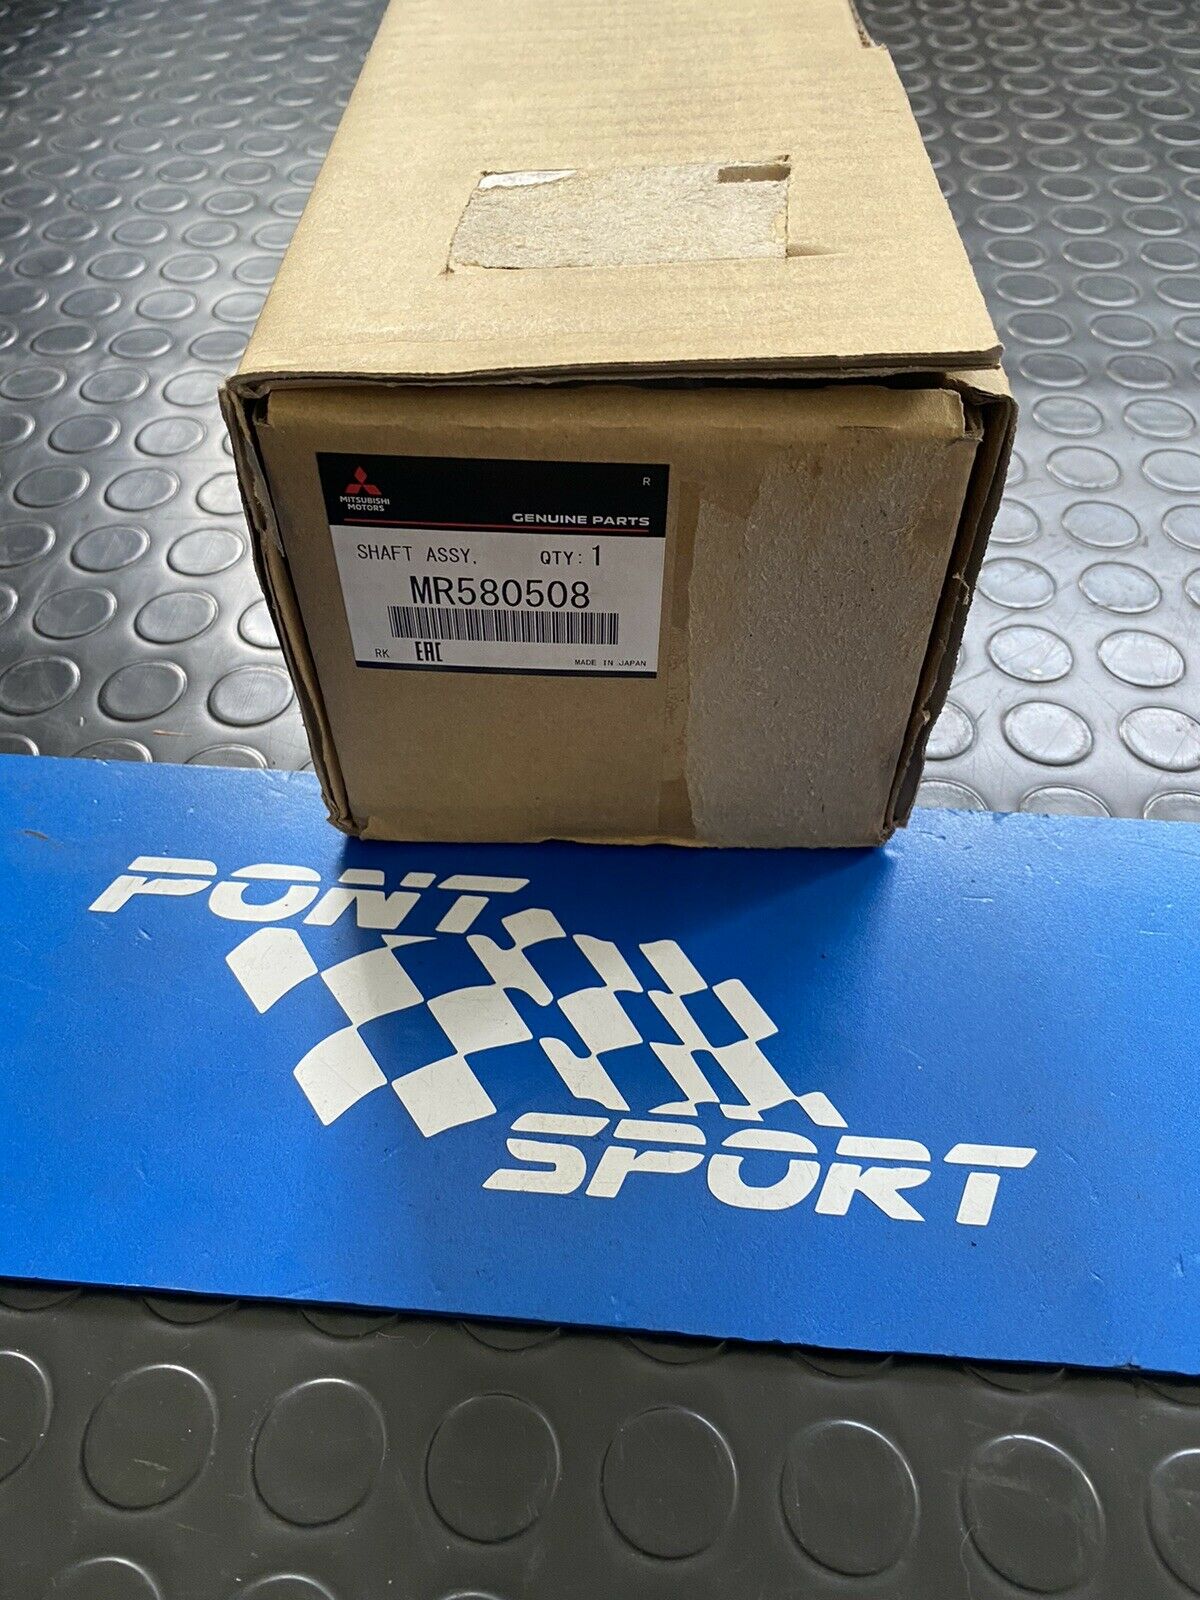 MITSUBISHI
MOTORS
R
GENUINE PARTS
SHAFT ASSY, QTY: 1
MR580508
RK EAC
MADE IN JAPAN
PONT
SPORT